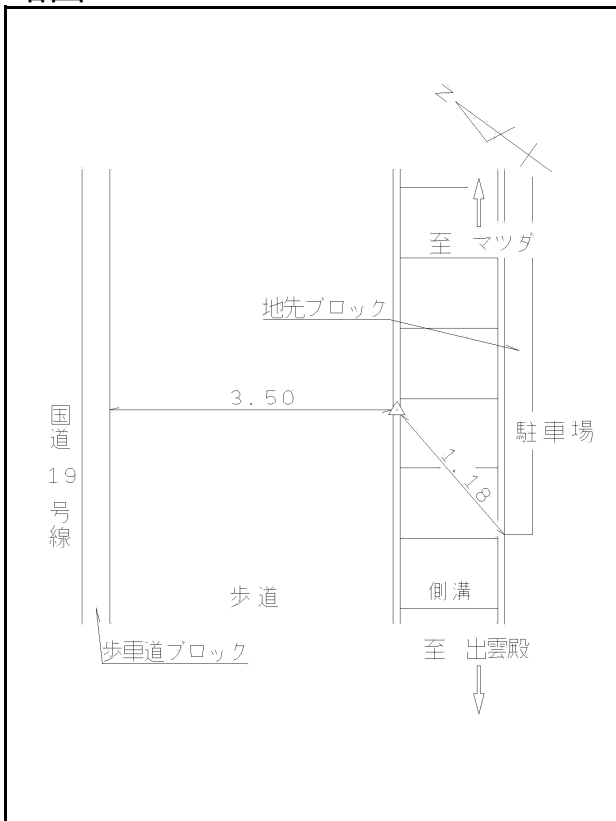 N
至 マツダ
地先ブロック
3.50
国道19号線
駐車場
1.18
歩道
側溝
歩車道ブロック
至 出雲殿